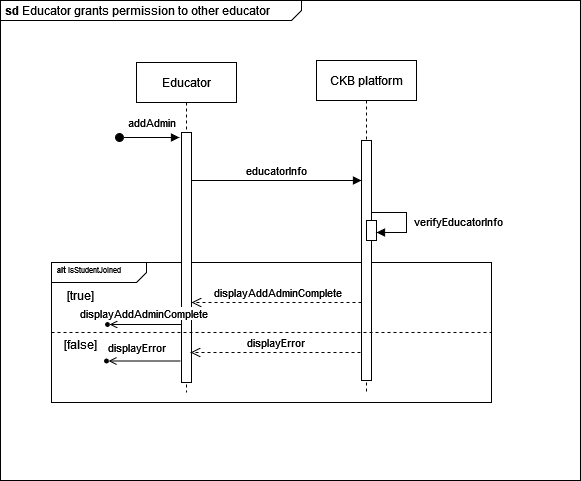 sd Educator grants permission to other educator
Educator
CKB platform
addAdmin
educatorInfo
verifyEducatorInfo
alt isStudentJoined
[true]
displayAddAdminComplete
displayAddAdminComplete
[false]
displayError
displayError